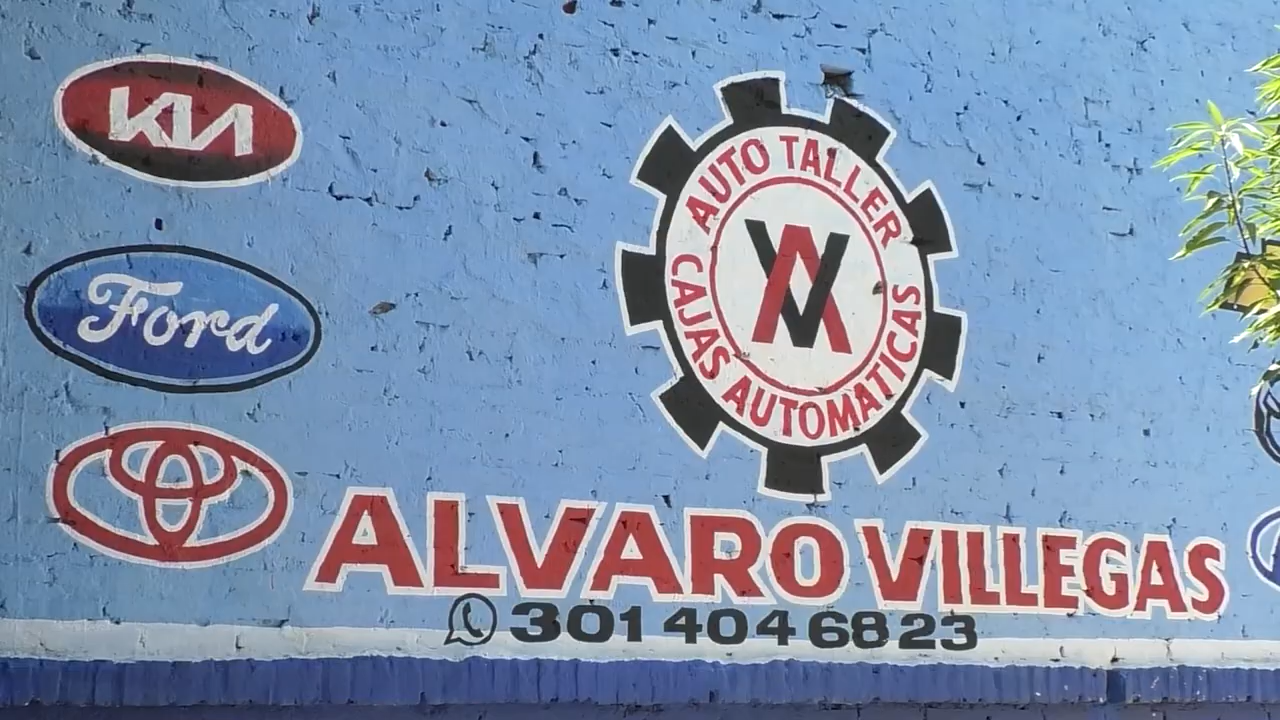 KIA
Ford
AUTO TALLER
AV
CAJAS AUTOMATICAS
ALVARO VILLEGAS
301 404 6823